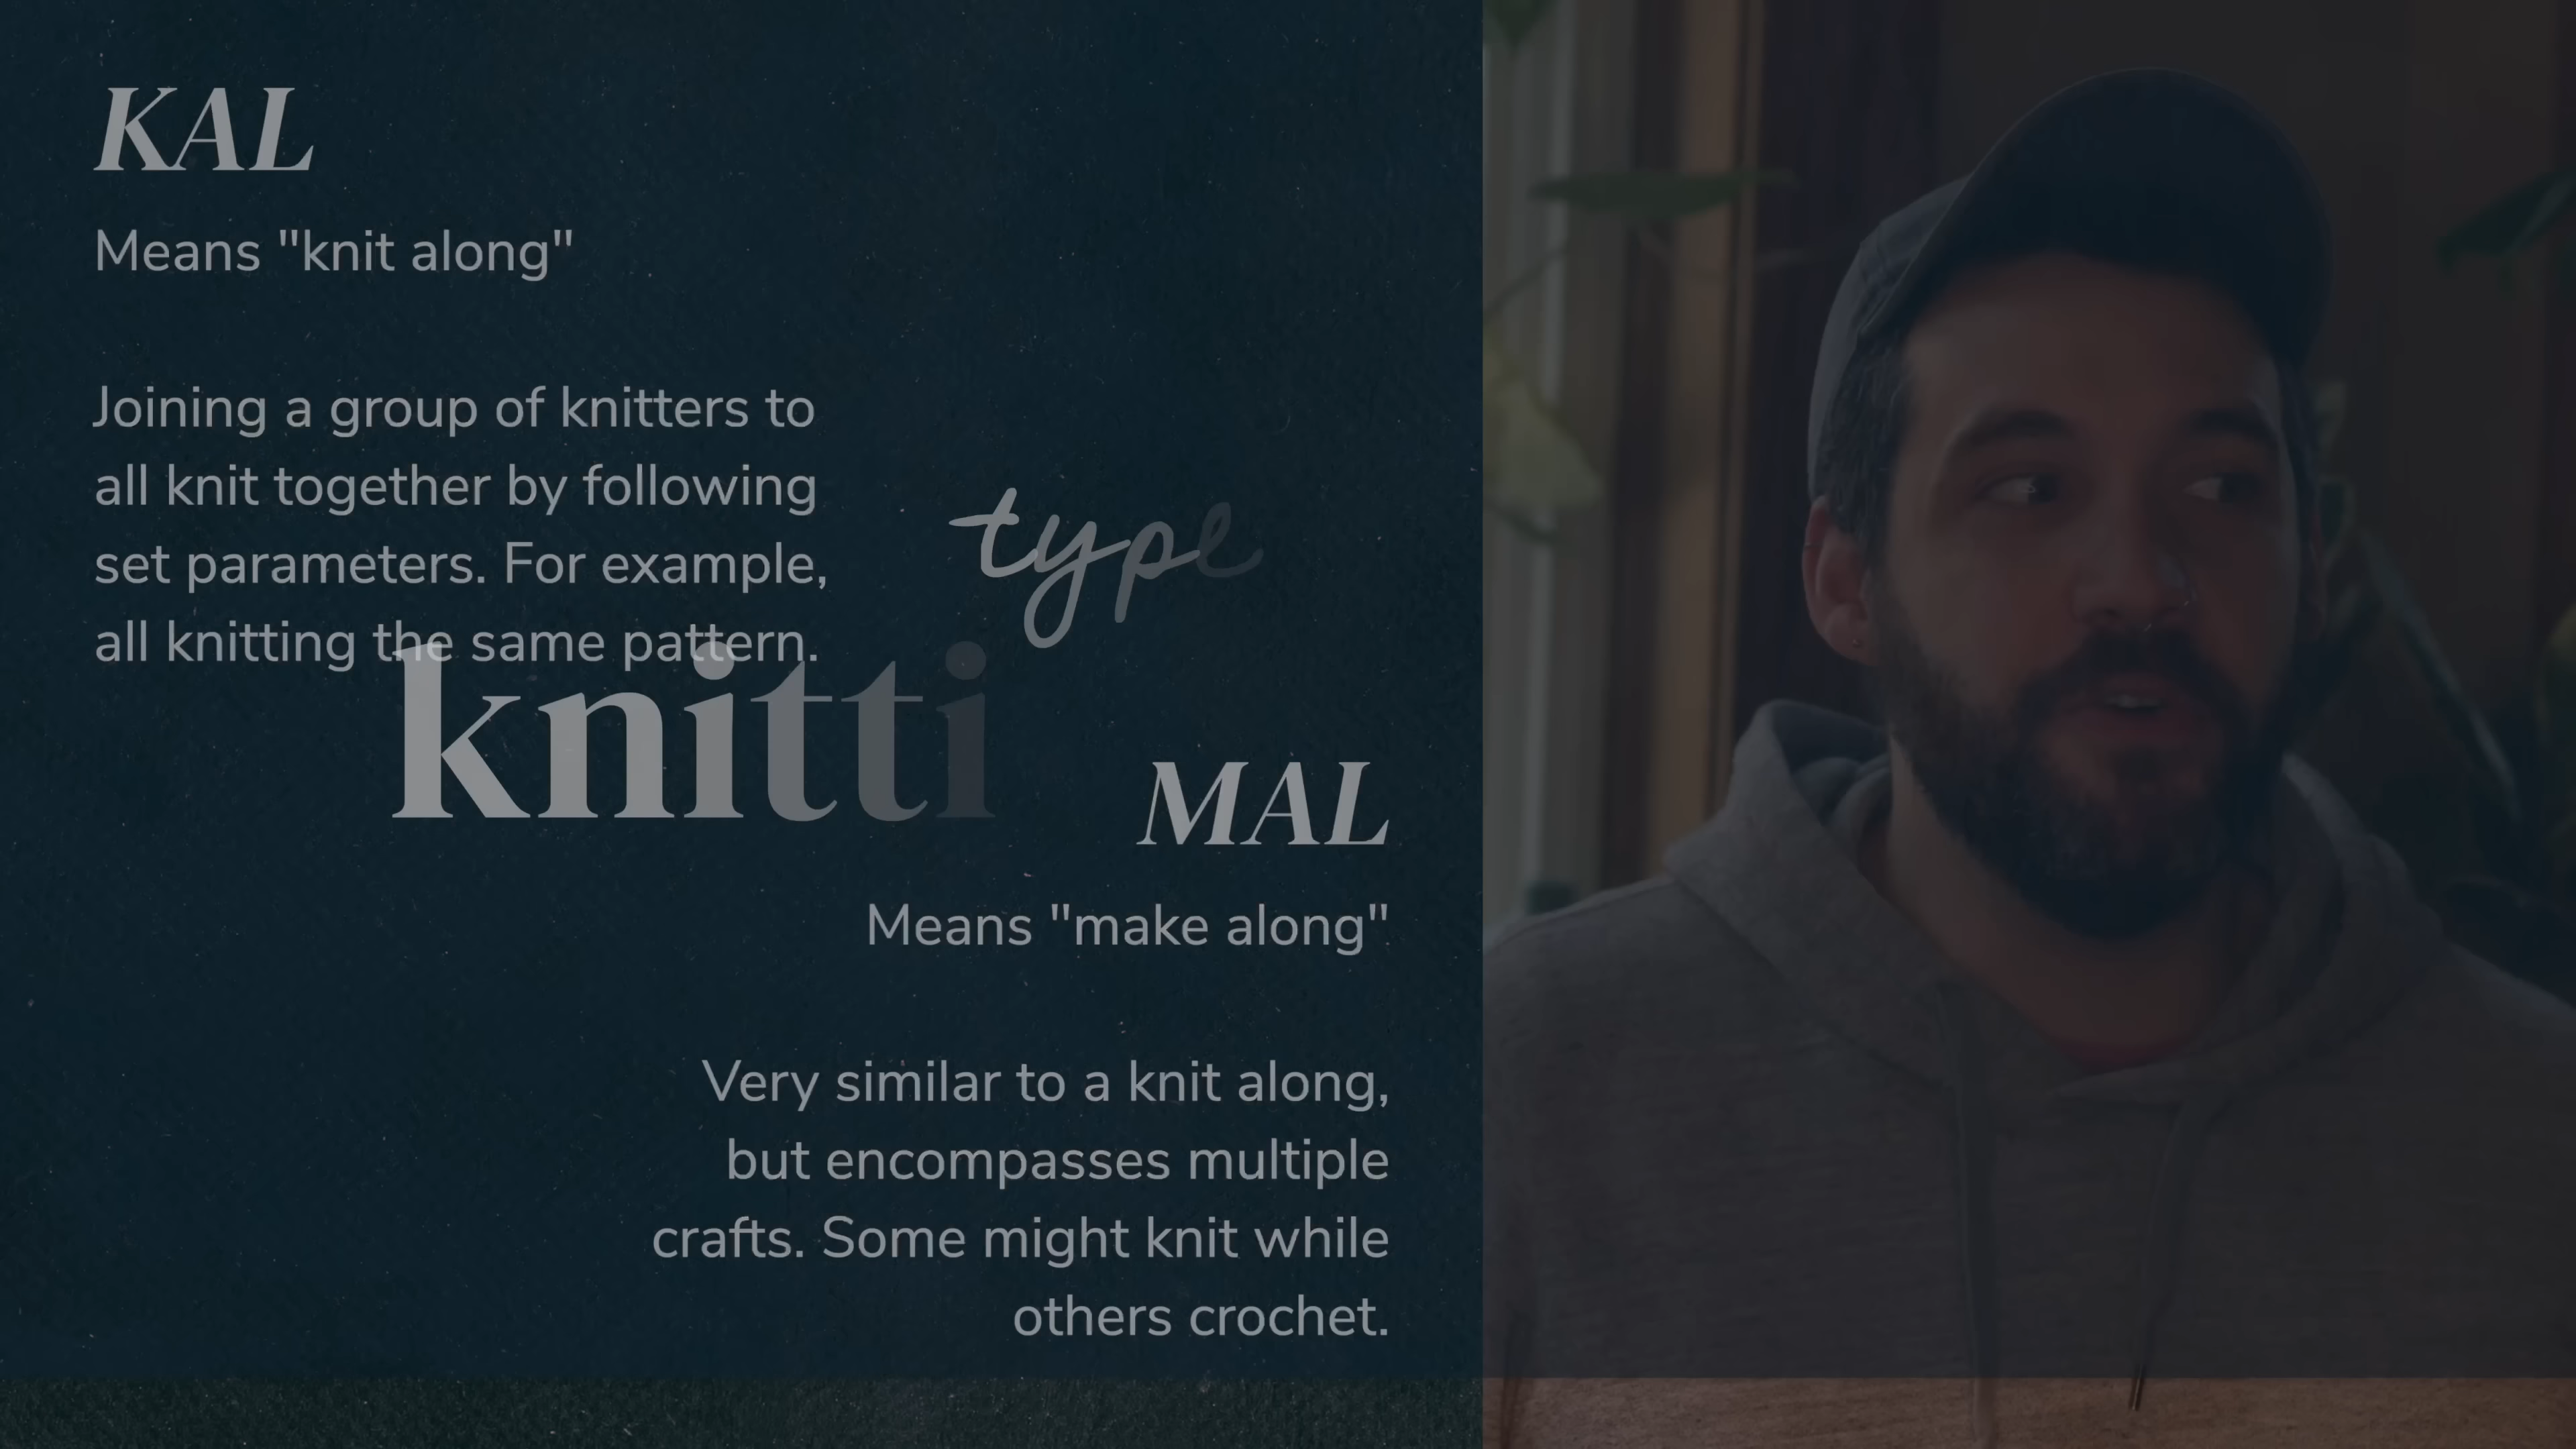 KAL
Means "knit along"
Joining a group of knitters to
all knit together by following
set parameters. For example,
all knitting the same pattern.
type
knitti
MAL
Means "make along"
Very similar to a knit along,
but encompasses multiple
crafts. Some might knit while
others crochet.